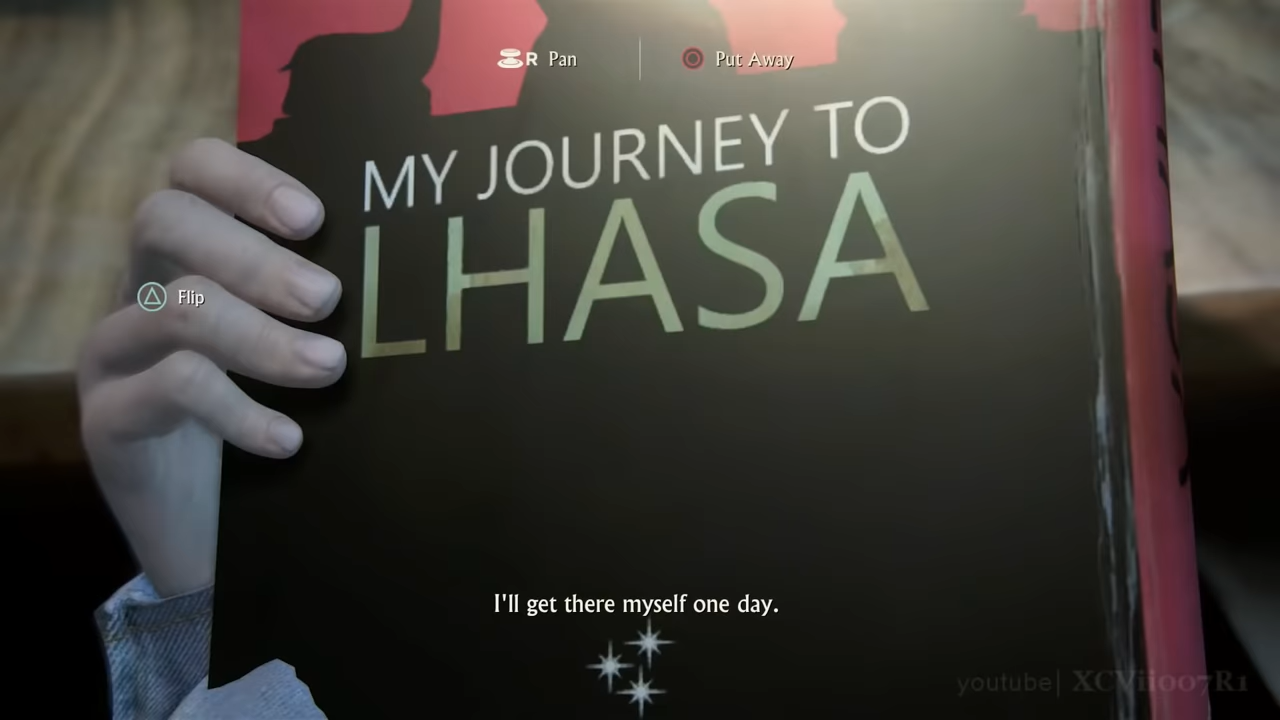 R Pan
Put Away
MY JOURNEY TO
LHASA
Flip
I'll get there myself one day.
youtube| XCVii007R1